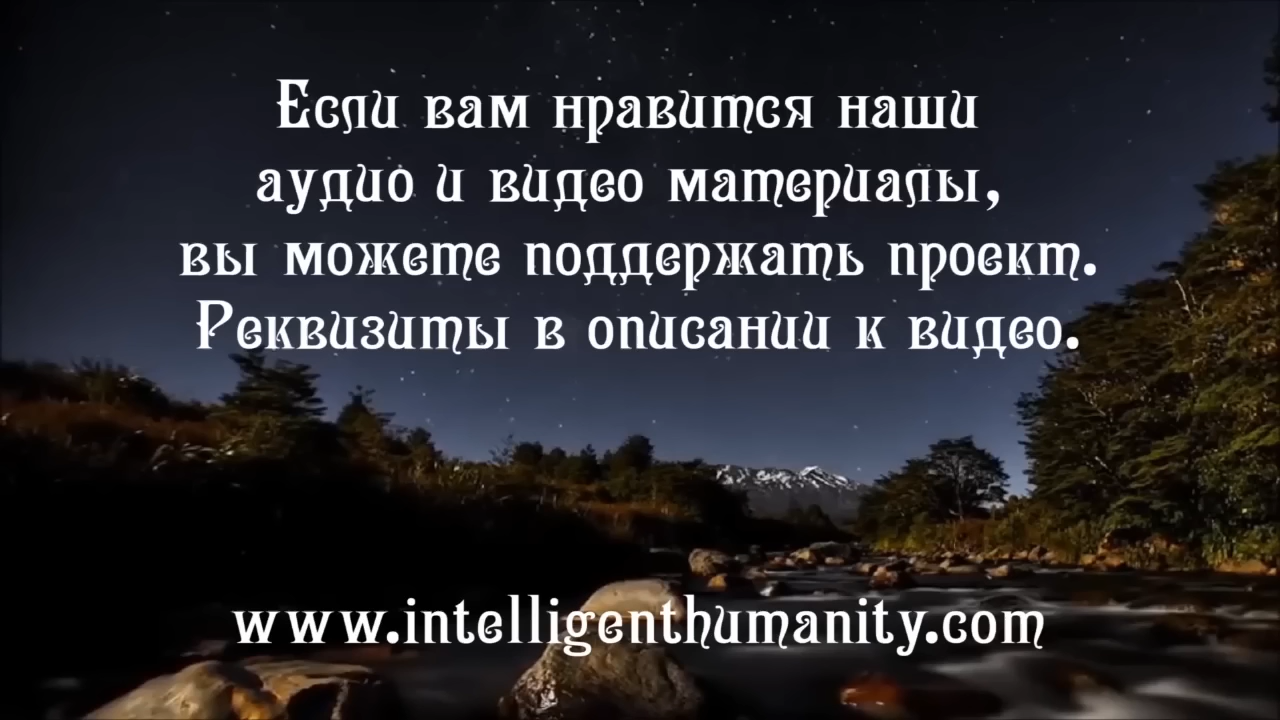 Если вам нравится наши
аудио и видео материалы,
вы можете поддержать проект.
Реквизиты в описании к видео.
www.intelligenthumanity.com